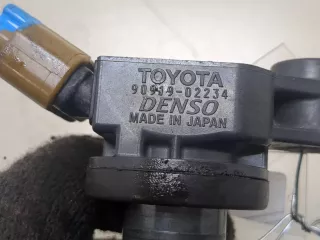 TOYOTA
90919-02234
DENSO
MADE IN JAPAN